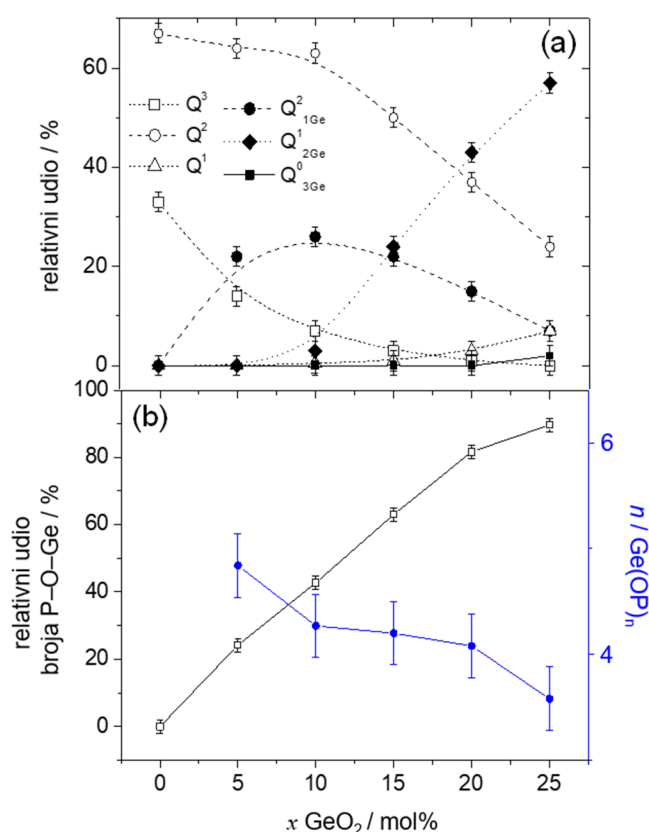 (a)
60
40
20
0
relativni udio / %
Q³
Q²
Q¹
Q²₁Ge
Q¹₂Ge
Q⁰₃Ge
(b)
100
80
60
40
20
0
relativni udio
broja P–O–Ge / %
6
4
n / Ge(OP)ₙ
0 5 10 15 20 25
x GeO₂ / mol%